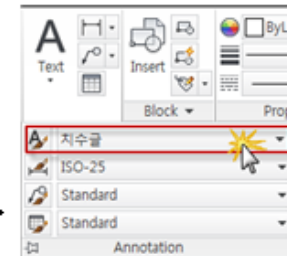 Text
Insert
ByL
Block
Prop
치수글
ISO-25
Standard
Standard
Annotation